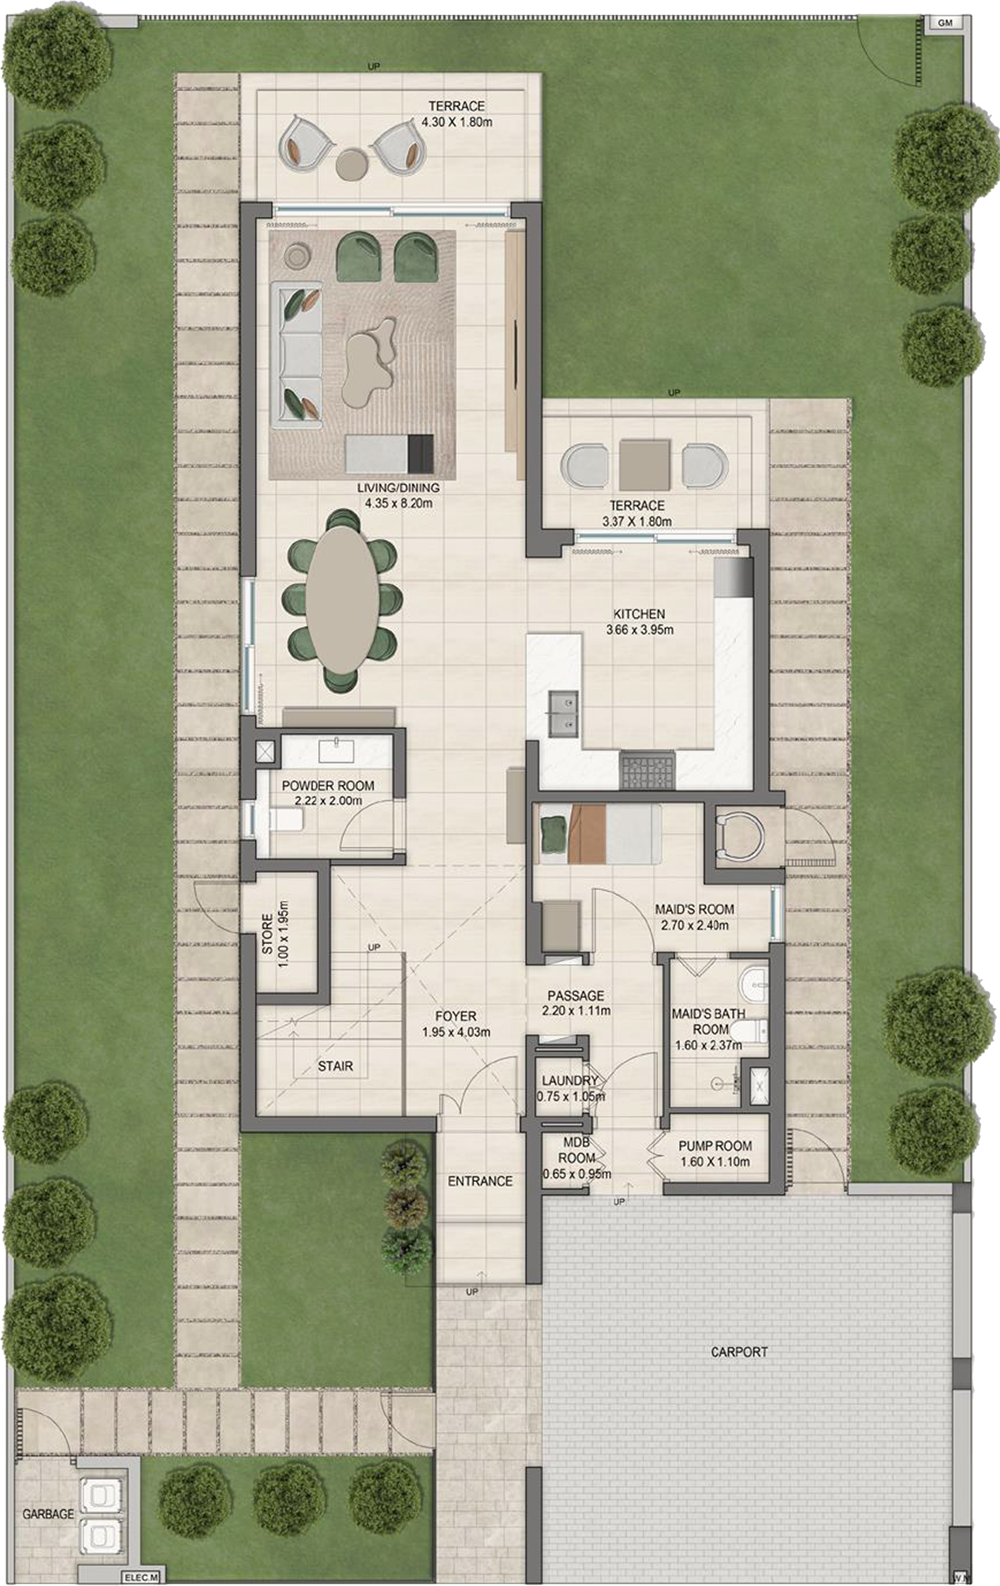 GM
UP
TERRACE
4.30 X 1.80m
UP
LIVING/DINING
4.35 x 8.20m
TERRACE
3.37 X 1.80m
KITCHEN
3.66 x 3.95m
POWDER ROOM
2.22 x 2.00m
STORE
1.00 x 1.95m
MAID'S ROOM
2.70 x 2.40m
UP
PASSAGE
2.20 x 1.11m
FOYER
1.95 x 4.03m
MAID'S BATH
ROOM
1.60 x 2.37m
STAIR
LAUNDRY
0.75 x 1.05m
MDB
ROOM
0.65 x 0.95m
PUMP ROOM
1.60 X 1.10m
ENTRANCE
UP
UP
CARPORT
GARBAGE
ELEC.M
W.M